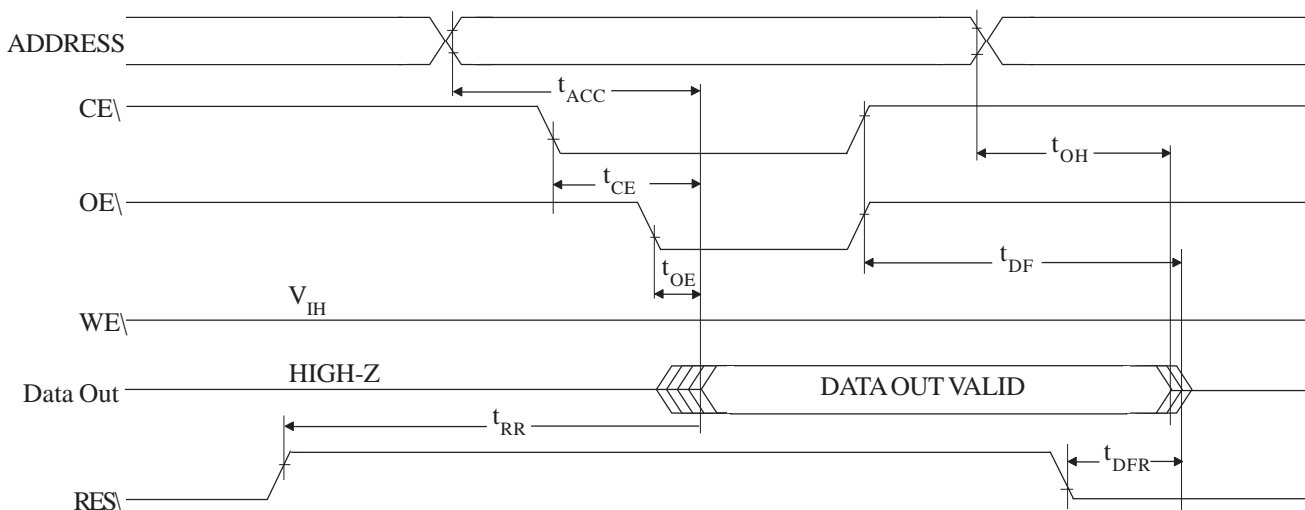 ADDRESS
t_ACC
CE\
t_OH
t_CE
OE\
t_DF
t_OE
V_IH
WE\
HIGH-Z
DATA OUT VALID
Data Out
t_RR
t_DFR
RES\